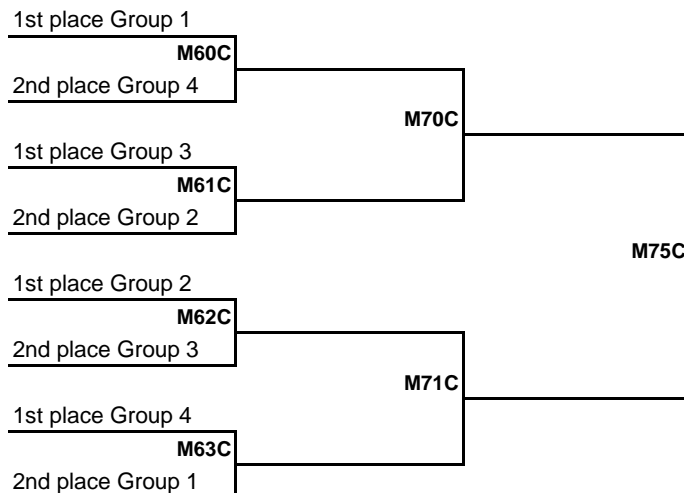 1st place Group 1
M60C
2nd place Group 4
M70C
1st place Group 3
M61C
2nd place Group 2
M75C
1st place Group 2
M62C
2nd place Group 3
M71C
1st place Group 4
M63C
2nd place Group 1